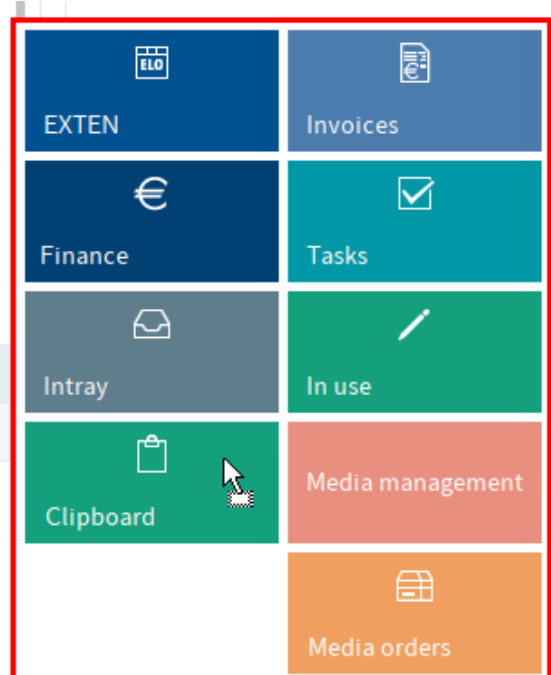 ELO
EXTEN
Invoices
Finance
Tasks
Intray
In use
Clipboard
Media management
Media orders